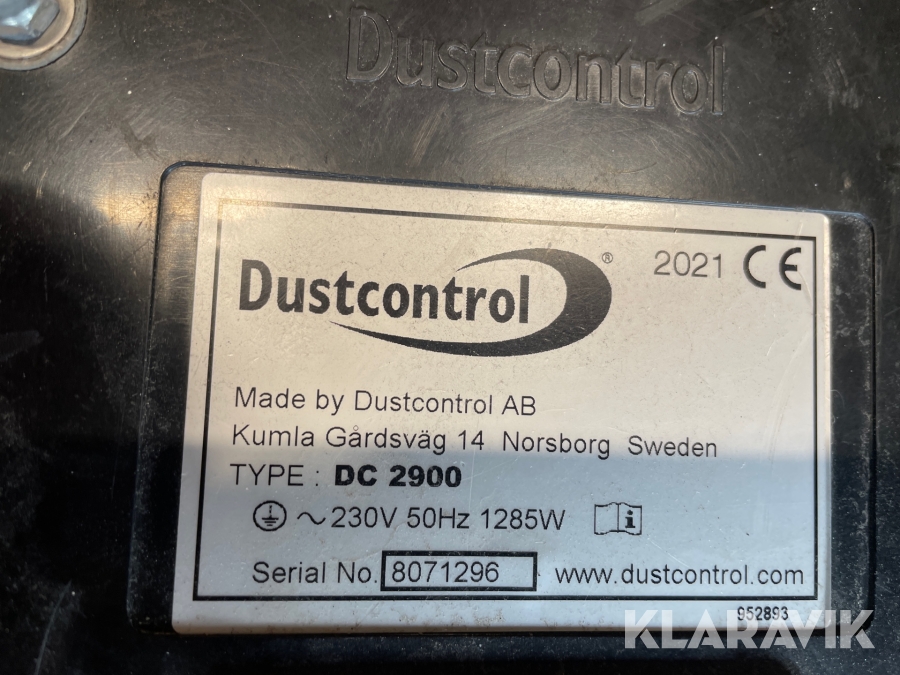 Dustcontrol
Dustcontrol ® 2021 CE
Made by Dustcontrol AB
Kumla Gårdsväg 14 Norsborg Sweden
TYPE : DC 2900
~ 230V 50Hz 1285W i
Serial No. 8071296 www.dustcontrol.com
952893
KLARAVIK